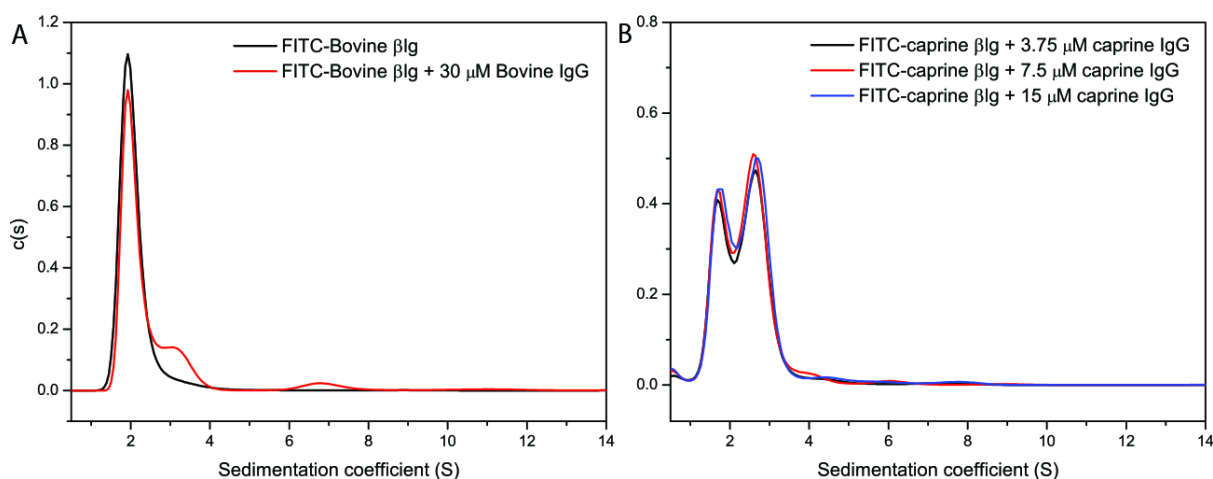 A
FITC-Bovine βlg
FITC-Bovine βlg + 30 μM Bovine IgG
1.2
1.0
0.8
0.6
0.4
0.2
0.0
c(s)
2 4 6 8 10 12 14
Sedimentation coefficient (S)
B
FITC-caprine βlg + 3.75 μM caprine IgG
FITC-caprine βlg + 7.5 μM caprine IgG
FITC-caprine βlg + 15 μM caprine IgG
0.8
0.6
0.4
0.2
0.0
2 4 6 8 10 12 14
Sedimentation coefficient (S)